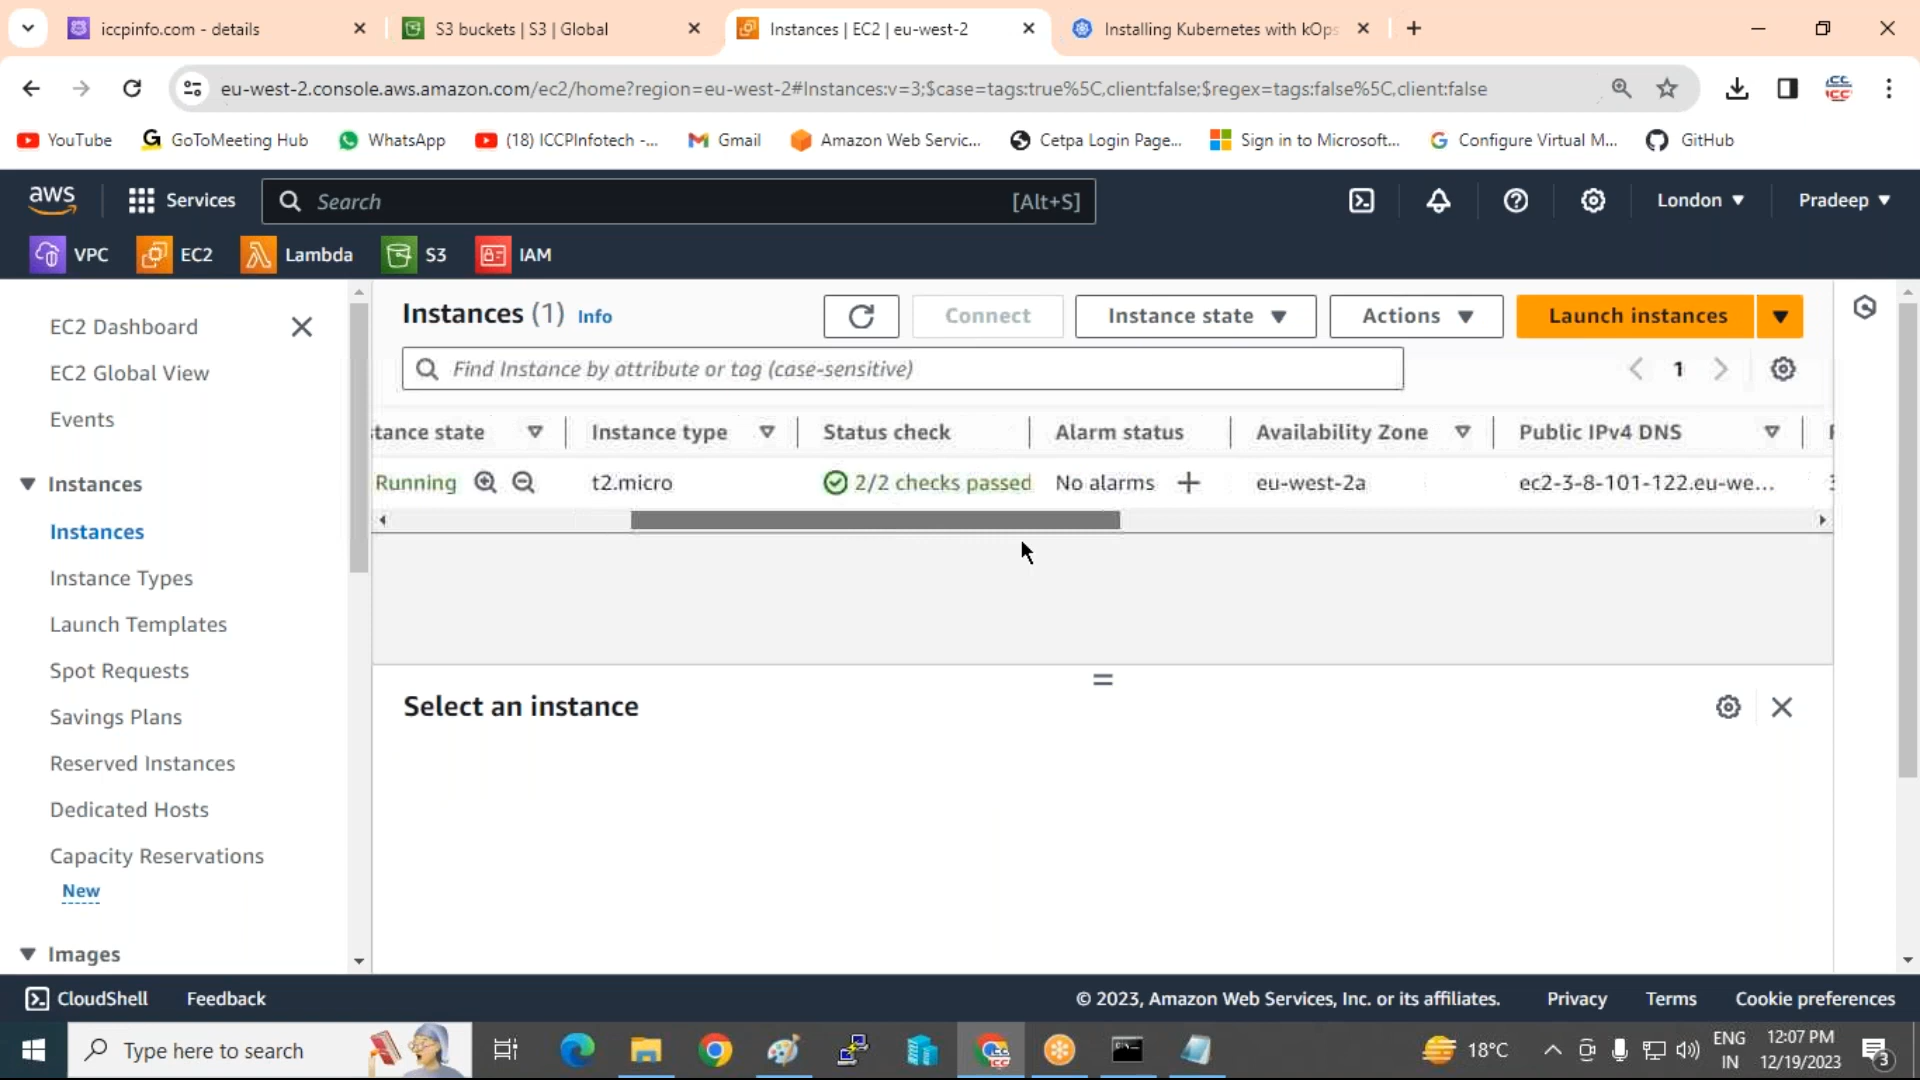 iccpinfo.com - details
S3 buckets | S3 | Global
Instances | EC2 | eu-west-2
Installing Kubernetes with kOps
eu-west-2.console.aws.amazon.com/ec2/home?region=eu-west-2#Instances:v=3;$case=tags:true%5C,client:false;$regex=tags:false%5C,client:false
YouTube
GoToMeeting Hub
WhatsApp
(18) ICCPInfotech -...
Gmail
Amazon Web Servic...
Cetpa Login Page...
Sign in to Microsoft...
Configure Virtual M...
GitHub
aws
Services
Search
[Alt+S]
London
Pradeep
VPC
EC2
Lambda
S3
IAM
EC2 Dashboard
EC2 Global View
Events
Instances
Instances
Instance Types
Launch Templates
Spot Requests
Savings Plans
Reserved Instances
Dedicated Hosts
Capacity Reservations
New
Images
Instances (1) Info
Connect
Instance state
Actions
Launch instances
Find Instance by attribute or tag (case-sensitive)
1
tance state
Instance type
Status check
Alarm status
Availability Zone
Public IPv4 DNS
Running
t2.micro
2/2 checks passed
No alarms
eu-west-2a
ec2-3-8-101-122.eu-we...
Select an instance
CloudShell
Feedback
© 2023, Amazon Web Services, Inc. or its affiliates.
Privacy
Terms
Cookie preferences
Type here to search
18°C
ENG
IN
12:07 PM
12/19/2023
3